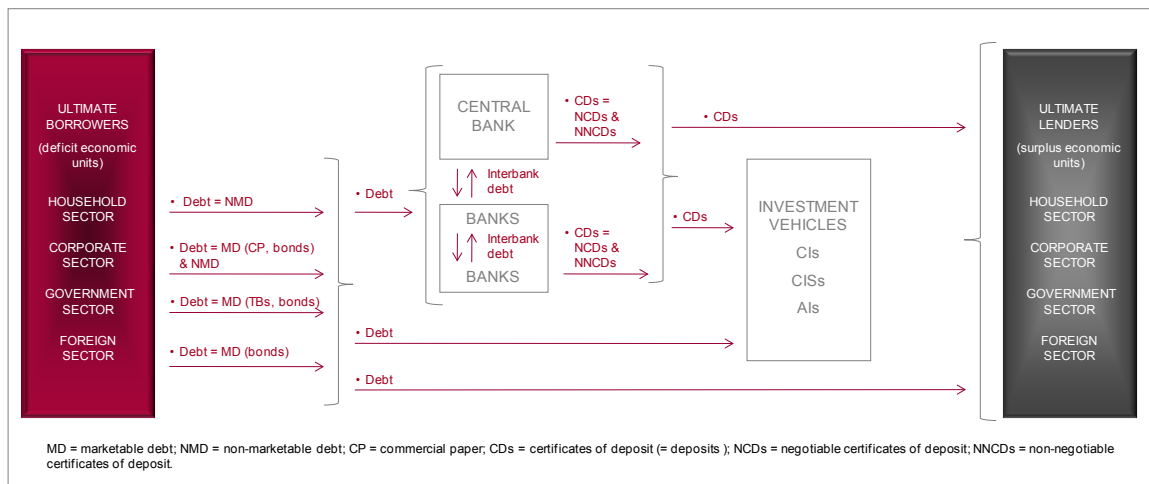 ULTIMATE
BORROWERS
(deficit economic
units)
HOUSEHOLD
SECTOR
CORPORATE
SECTOR
GOVERNMENT
SECTOR
FOREIGN
SECTOR
• Debt = NMD
• Debt = MD (CP, bonds)
& NMD
• Debt = MD (TBs, bonds)
• Debt = MD (bonds)
• Debt
CENTRAL
BANK
Interbank
debt
BANKS
Interbank
debt
BANKS
• CDs =
NCDs &
NNCDs
• CDs =
NCDs &
NNCDs
• CDs
• CDs
INVESTMENT
VEHICLES
CIs
CISs
AIs
• Debt
• Debt
ULTIMATE
LENDERS
(surplus economic
units)
HOUSEHOLD
SECTOR
CORPORATE
SECTOR
GOVERNMENT
SECTOR
FOREIGN
SECTOR
MD = marketable debt; NMD = non-marketable debt; CP = commercial paper; CDs = certificates of deposit (= deposits ); NCDs = negotiable certificates of deposit; NNCDs = non-negotiable
certificates of deposit.